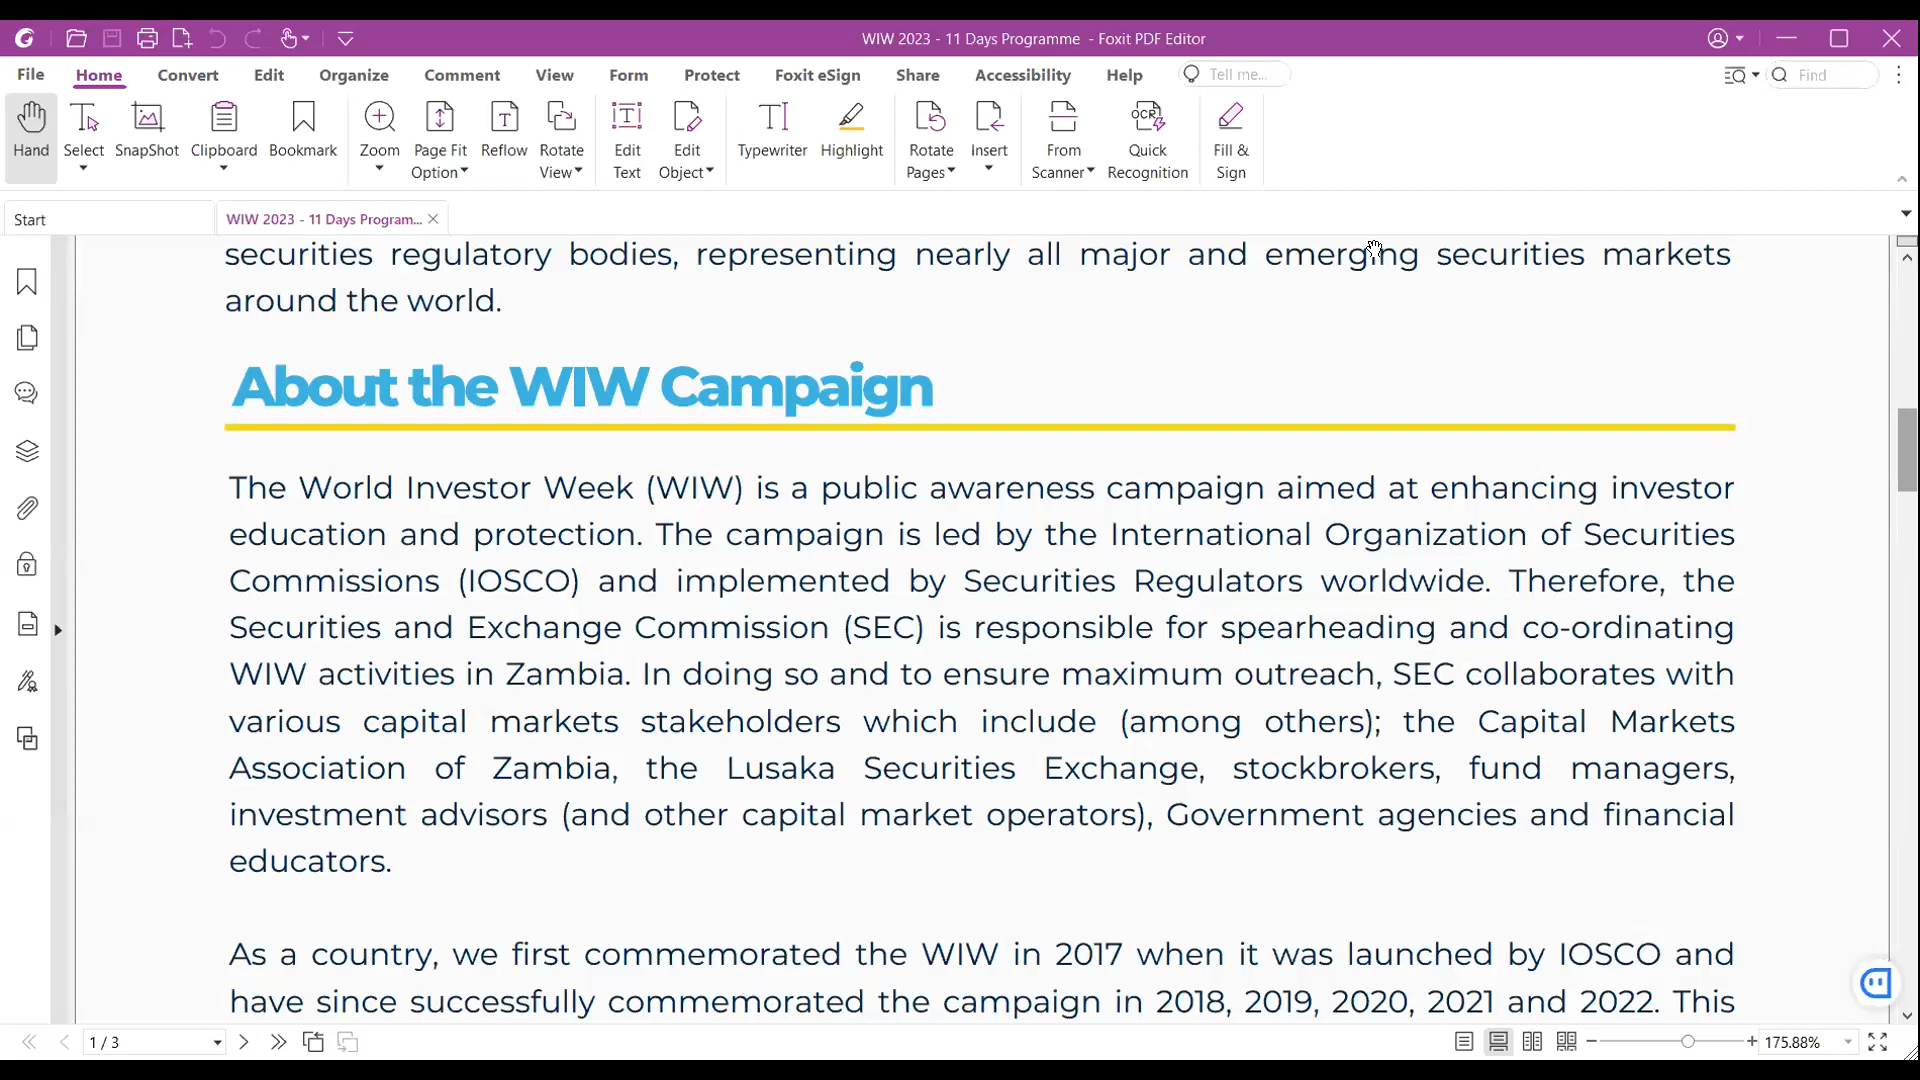 WIW 2023 - 11 Days Programme - Foxit PDF Editor
File Home Convert Edit Organize Comment View Form Protect Foxit eSign Share Accessibility Help Tell me... Find
Hand Select SnapShot Clipboard Bookmark Zoom Page Fit Option Reflow Rotate View Edit Text Edit Object Typewriter Highlight Rotate Pages Insert From Scanner OCR Quick Recognition Fill & Sign
Start WIW 2023 - 11 Days Program...
securities regulatory bodies, representing nearly all major and emerging securities markets
around the world.
About the WIW Campaign
The World Investor Week (WIW) is a public awareness campaign aimed at enhancing investor
education and protection. The campaign is led by the International Organization of Securities
Commissions (IOSCO) and implemented by Securities Regulators worldwide. Therefore, the
Securities and Exchange Commission (SEC) is responsible for spearheading and co-ordinating
WIW activities in Zambia. In doing so and to ensure maximum outreach, SEC collaborates with
various capital markets stakeholders which include (among others); the Capital Markets
Association of Zambia, the Lusaka Securities Exchange, stockbrokers, fund managers,
investment advisors (and other capital market operators), Government agencies and financial
educators.
As a country, we first commemorated the WIW in 2017 when it was launched by IOSCO and
have since successfully commemorated the campaign in 2018, 2019, 2020, 2021 and 2022. This
1 / 3 175.88%